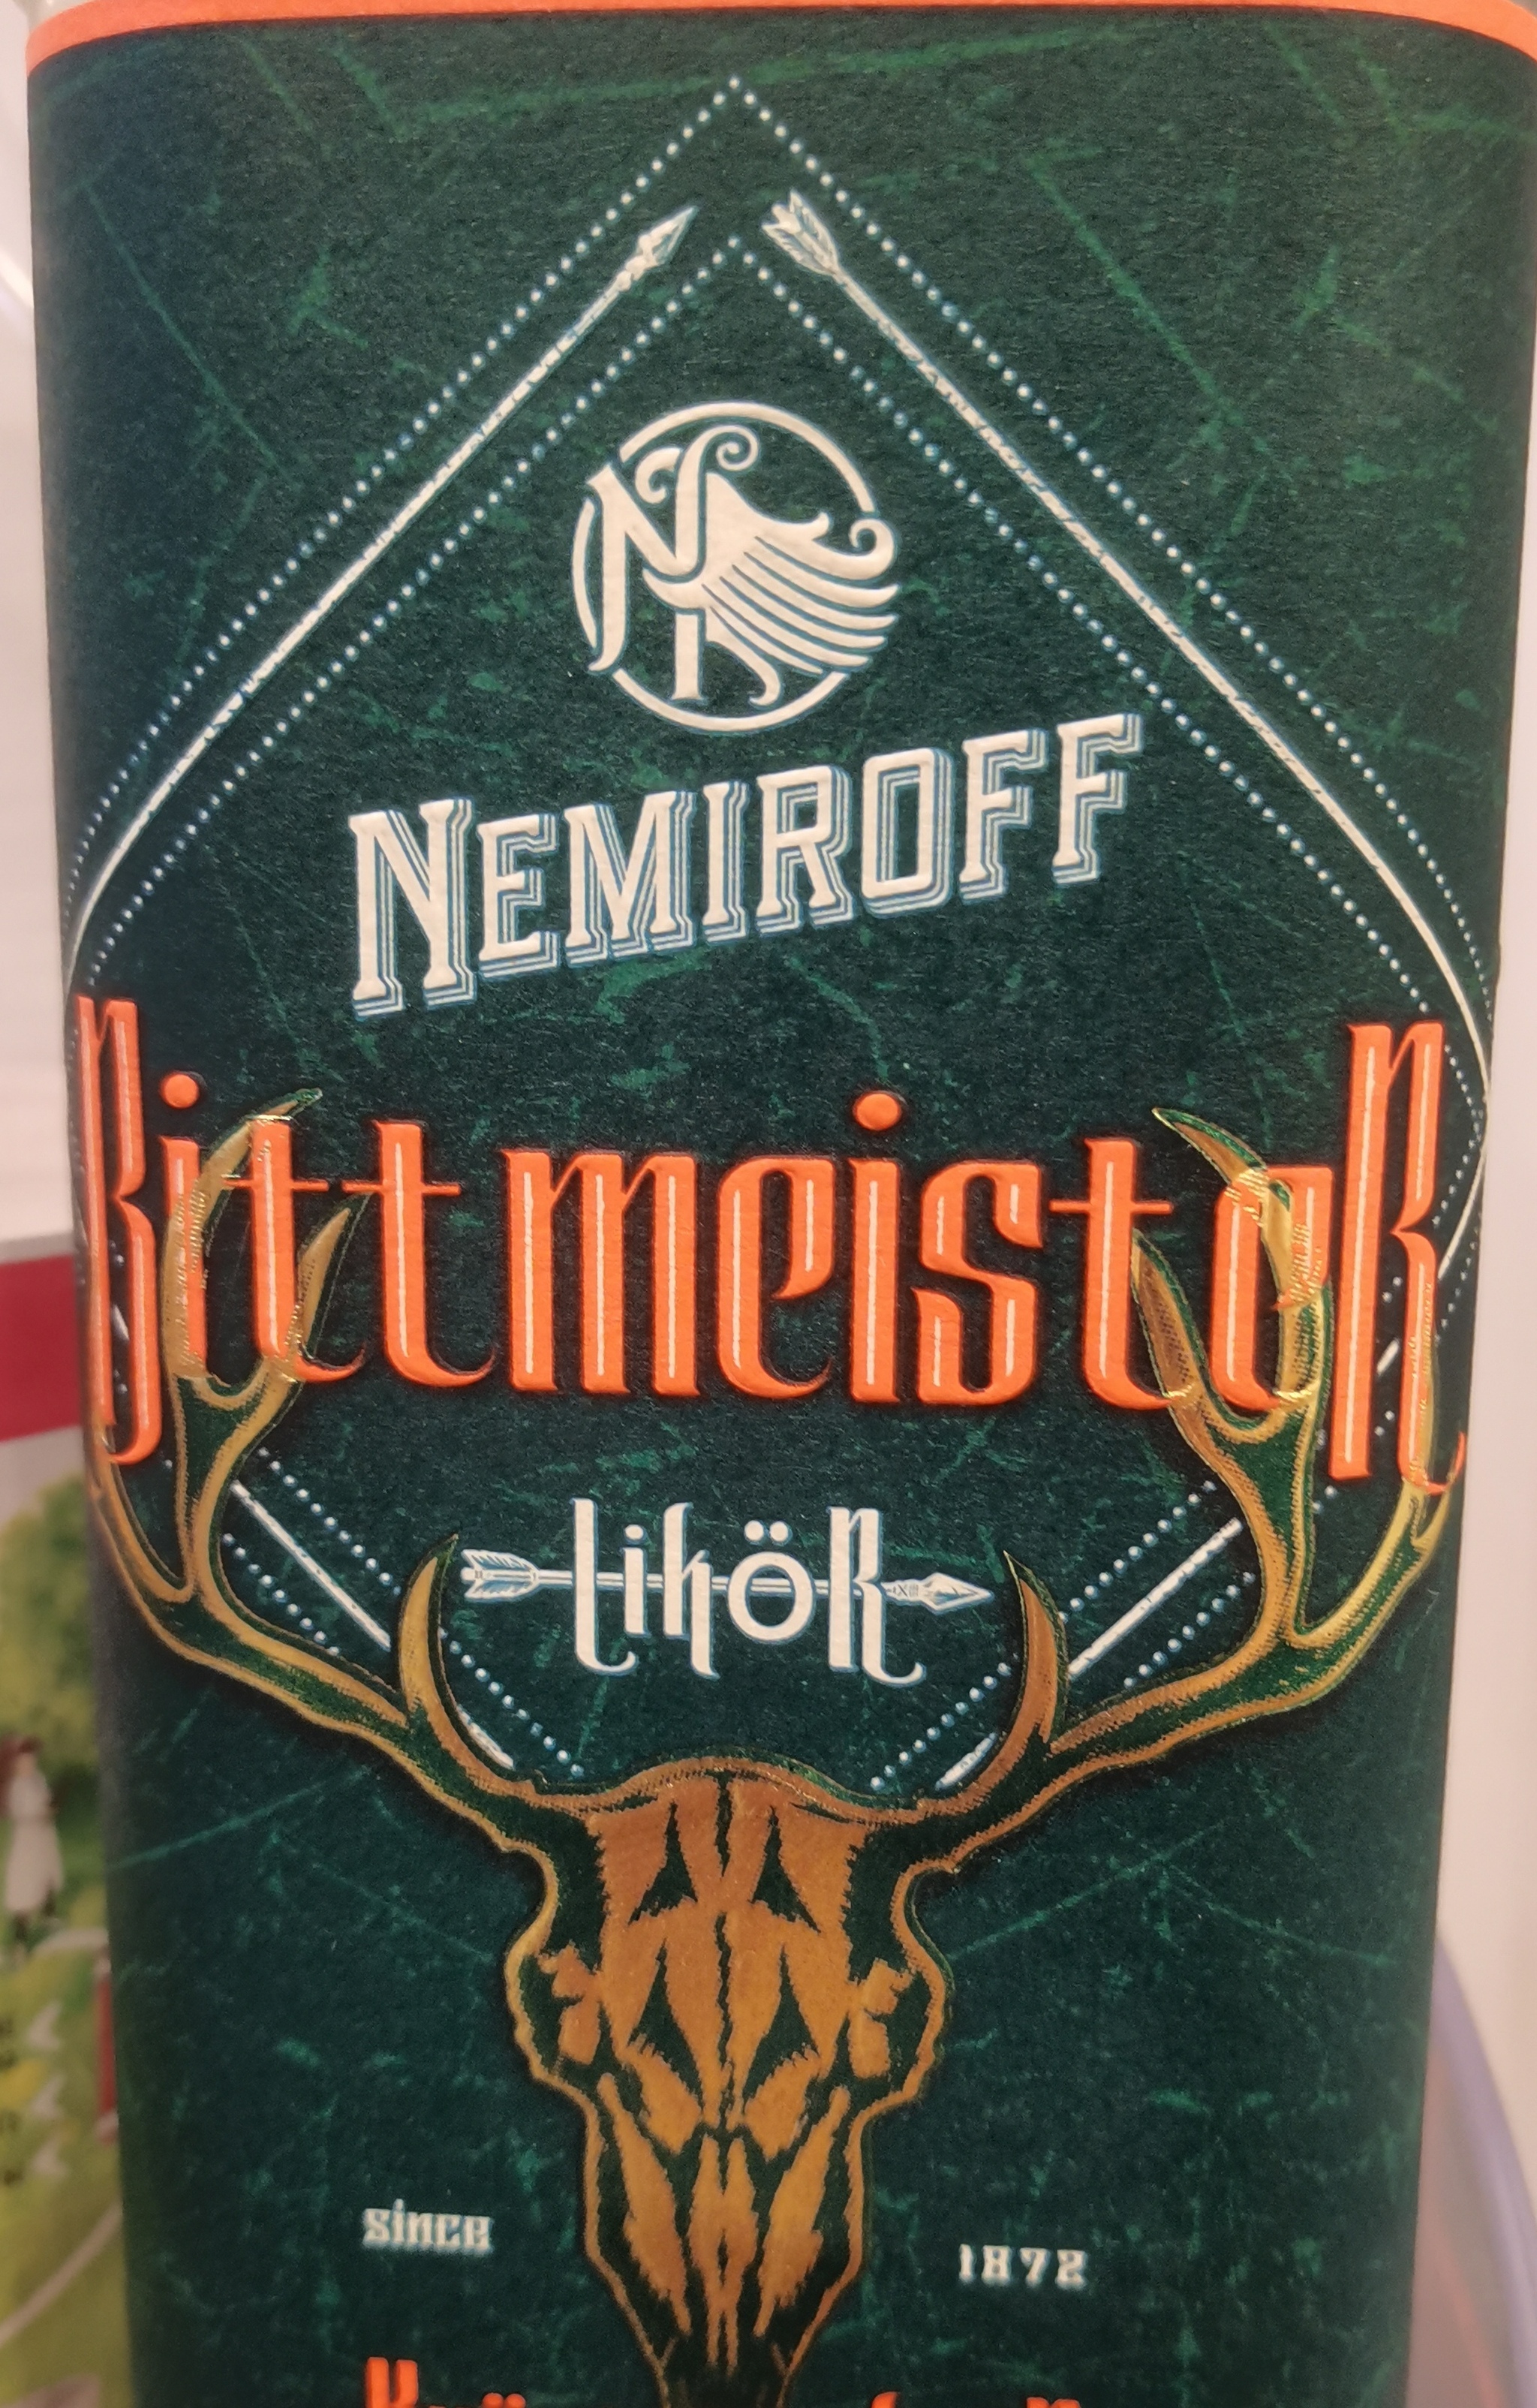 NEMIROFF
BittmeisteR
likÖR
since 1872